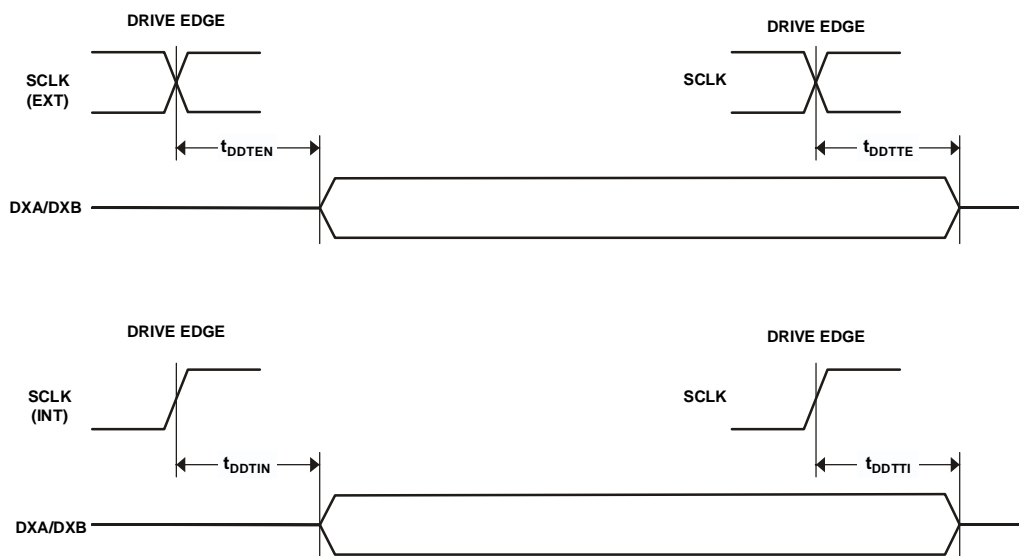 DRIVE EDGE
DRIVE EDGE
SCLK
(EXT)
SCLK
tDDTEN
tDDTTE
DXA/DXB
DRIVE EDGE
DRIVE EDGE
SCLK
(INT)
SCLK
tDDTIN
tDDTTI
DXA/DXB